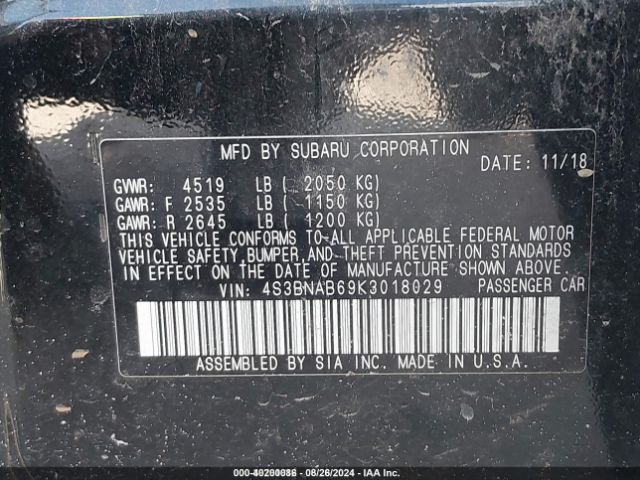 MFD BY SUBARU CORPORATION
DATE: 11/18
GVWR: 4519 LB ( 2050 KG)
GAWR: F 2535 LB ( 1150 KG)
GAWR: R 2645 LB ( 1200 KG)
THIS VEHICLE CONFORMS TO ALL APPLICABLE FEDERAL MOTOR
VEHICLE SAFETY, BUMPER, AND THEFT PREVENTION STANDARDS
IN EFFECT ON THE DATE OF MANUFACTURE SHOWN ABOVE.
VIN: 4S3BNAB69K3018029 PASSENGER CAR
ASSEMBLED BY SIA INC. MADE IN U.S.A.
08/26/2024 - IAA Inc.